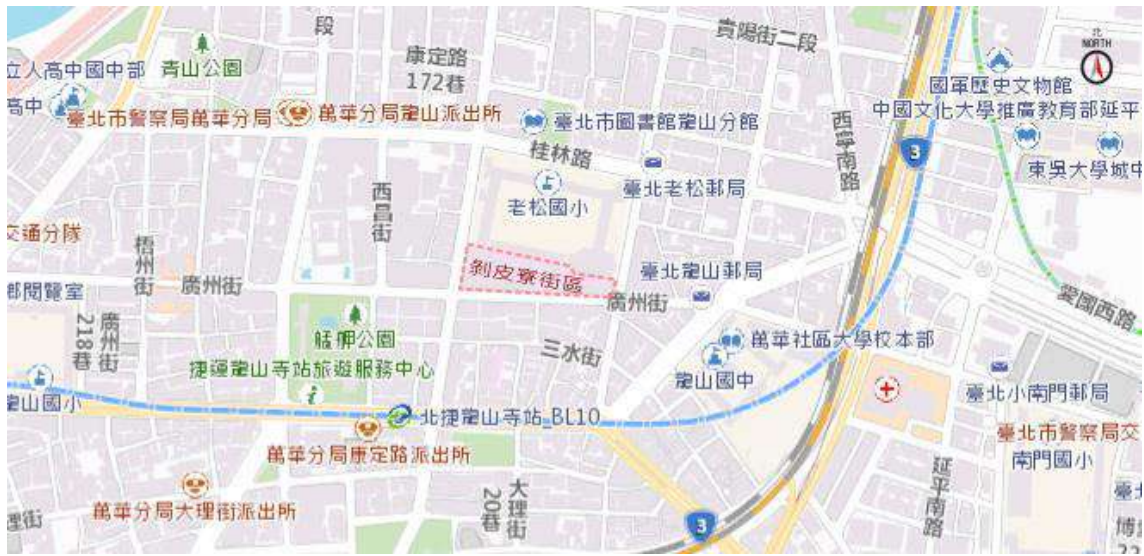 段
康定路
172巷
貴陽街二段
北
NORTH
立人高中國中部
青山公園
國軍歷史文物館
高中
臺北市警察局萬華分局
萬華分局龍山派出所
臺北市圖書館龍山分館
中國文化大學推廣教育部延平
西寧南路
3
桂林路
東吳大學城中
西昌街
老松國小
臺北老松郵局
交通分隊
梧州街
剝皮寮街區
臺北龍山郵局
鄉閱覽室
廣州街
廣州街
愛國西路
廣州街
218巷
艋舺公園
三水街
萬華社區大學校本部
捷運龍山寺站旅遊服務中心
龍山國中
臺北小南門郵局
龍山國小
北捷龍山寺站_BL10
臺北市警察局交
萬華分局康定路派出所
南門國小
延平南路
大理街
20巷
萬華分局大理街派出所
臺北
理街
3
博